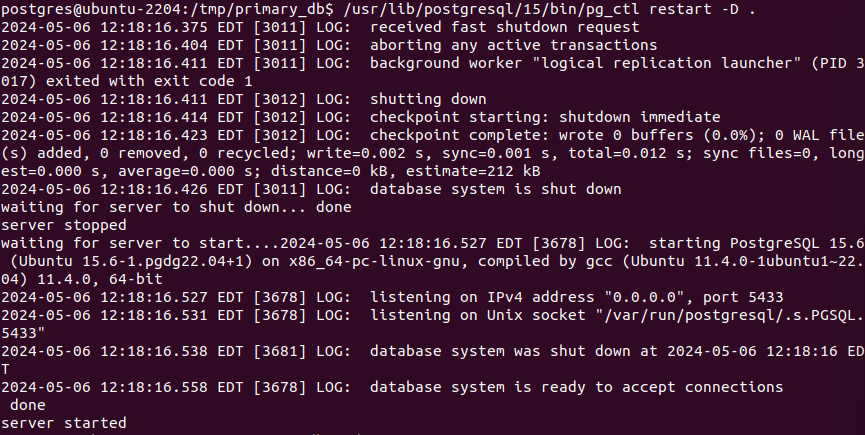 postgres@ubuntu-2204:/tmp/primary_db$ /usr/lib/postgresql/15/bin/pg_ctl restart -D .
2024-05-06 12:18:16.375 EDT [3011] LOG:  received fast shutdown request
2024-05-06 12:18:16.404 EDT [3011] LOG:  aborting any active transactions
2024-05-06 12:18:16.411 EDT [3011] LOG:  background worker "logical replication launcher" (PID 3
017) exited with exit code 1
2024-05-06 12:18:16.411 EDT [3012] LOG:  shutting down
2024-05-06 12:18:16.414 EDT [3012] LOG:  checkpoint starting: shutdown immediate
2024-05-06 12:18:16.423 EDT [3012] LOG:  checkpoint complete: wrote 0 buffers (0.0%); 0 WAL file
(s) added, 0 removed, 0 recycled; write=0.002 s, sync=0.001 s, total=0.012 s; sync files=0, long
est=0.000 s, average=0.000 s; distance=0 kB, estimate=212 kB
2024-05-06 12:18:16.426 EDT [3011] LOG:  database system is shut down
waiting for server to shut down... done
server stopped
waiting for server to start....2024-05-06 12:18:16.527 EDT [3678] LOG:  starting PostgreSQL 15.6
 (Ubuntu 15.6-1.pgdg22.04+1) on x86_64-pc-linux-gnu, compiled by gcc (Ubuntu 11.4.0-1ubuntu1~22.
04) 11.4.0, 64-bit
2024-05-06 12:18:16.527 EDT [3678] LOG:  listening on IPv4 address "0.0.0.0", port 5433
2024-05-06 12:18:16.531 EDT [3678] LOG:  listening on Unix socket "/var/run/postgresql/.s.PGSQL.
5433"
2024-05-06 12:18:16.538 EDT [3681] LOG:  database system was shut down at 2024-05-06 12:18:16 ED
T
2024-05-06 12:18:16.558 EDT [3678] LOG:  database system is ready to accept connections
 done
server started